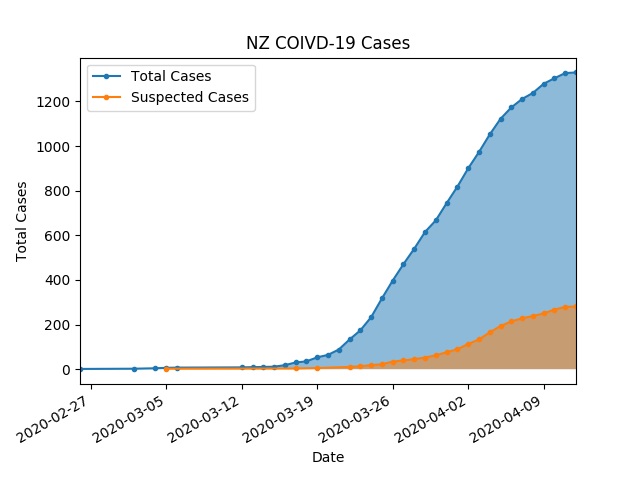 NZ COIVD-19 Cases
Total Cases
Suspected Cases
Total Cases
1200
1000
800
600
400
200
0
2020-02-27
2020-03-05
2020-03-12
2020-03-19
2020-03-26
2020-04-02
2020-04-09
Date